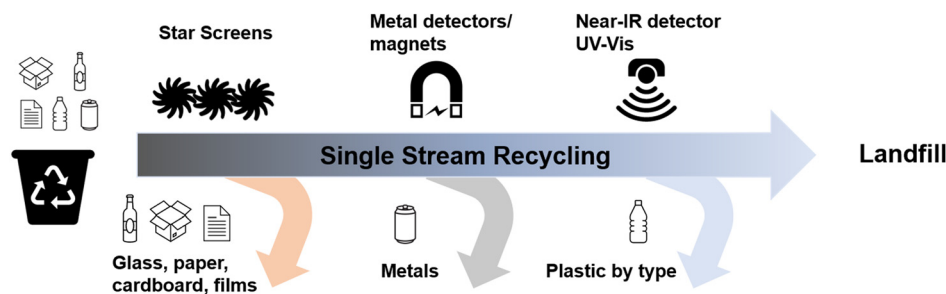 Star Screens
Metal detectors/
magnets
Near-IR detector
UV-Vis
Single Stream Recycling
Landfill
Glass, paper,
cardboard, films
Metals
Plastic by type